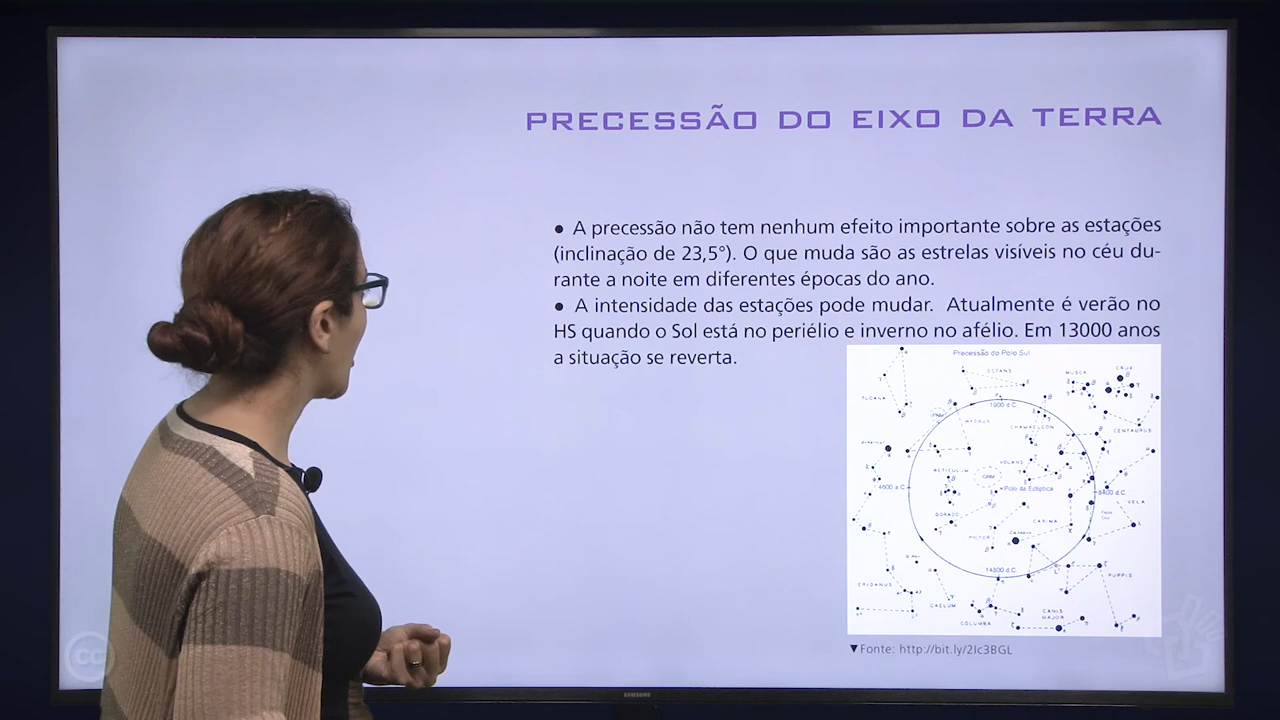 PRECESSÃO DO EIXO DA TERRA
● A precessão não tem nenhum efeito importante sobre as estações
(inclinação de 23,5°). O que muda são as estrelas visíveis no céu du-
rante a noite em diferentes épocas do ano.
● A intensidade das estações pode mudar. Atualmente é verão no
HS quando o Sol está no periélio e inverno no afélio. Em 13000 anos
a situação se reverta.
Precessão do Polo Sul
OCTANS
MUSCA
CRUX
TUCANA
1900 d.C.
HYDRUS
CHAMAELEON
CENTAURUS
RETICULUM
VOLANS
4600 a.C.
Polo da Eclíptica
8400 d.C.
VELA
DORADO
CARINA
PICTOR
14800 d.C.
PUPPIS
ERIDANUS
CAELUM
COLUMBA
CANIS
MAJOR
▼Fonte: http://bit.ly/2Ic3BGL
SAMSUNG
cc